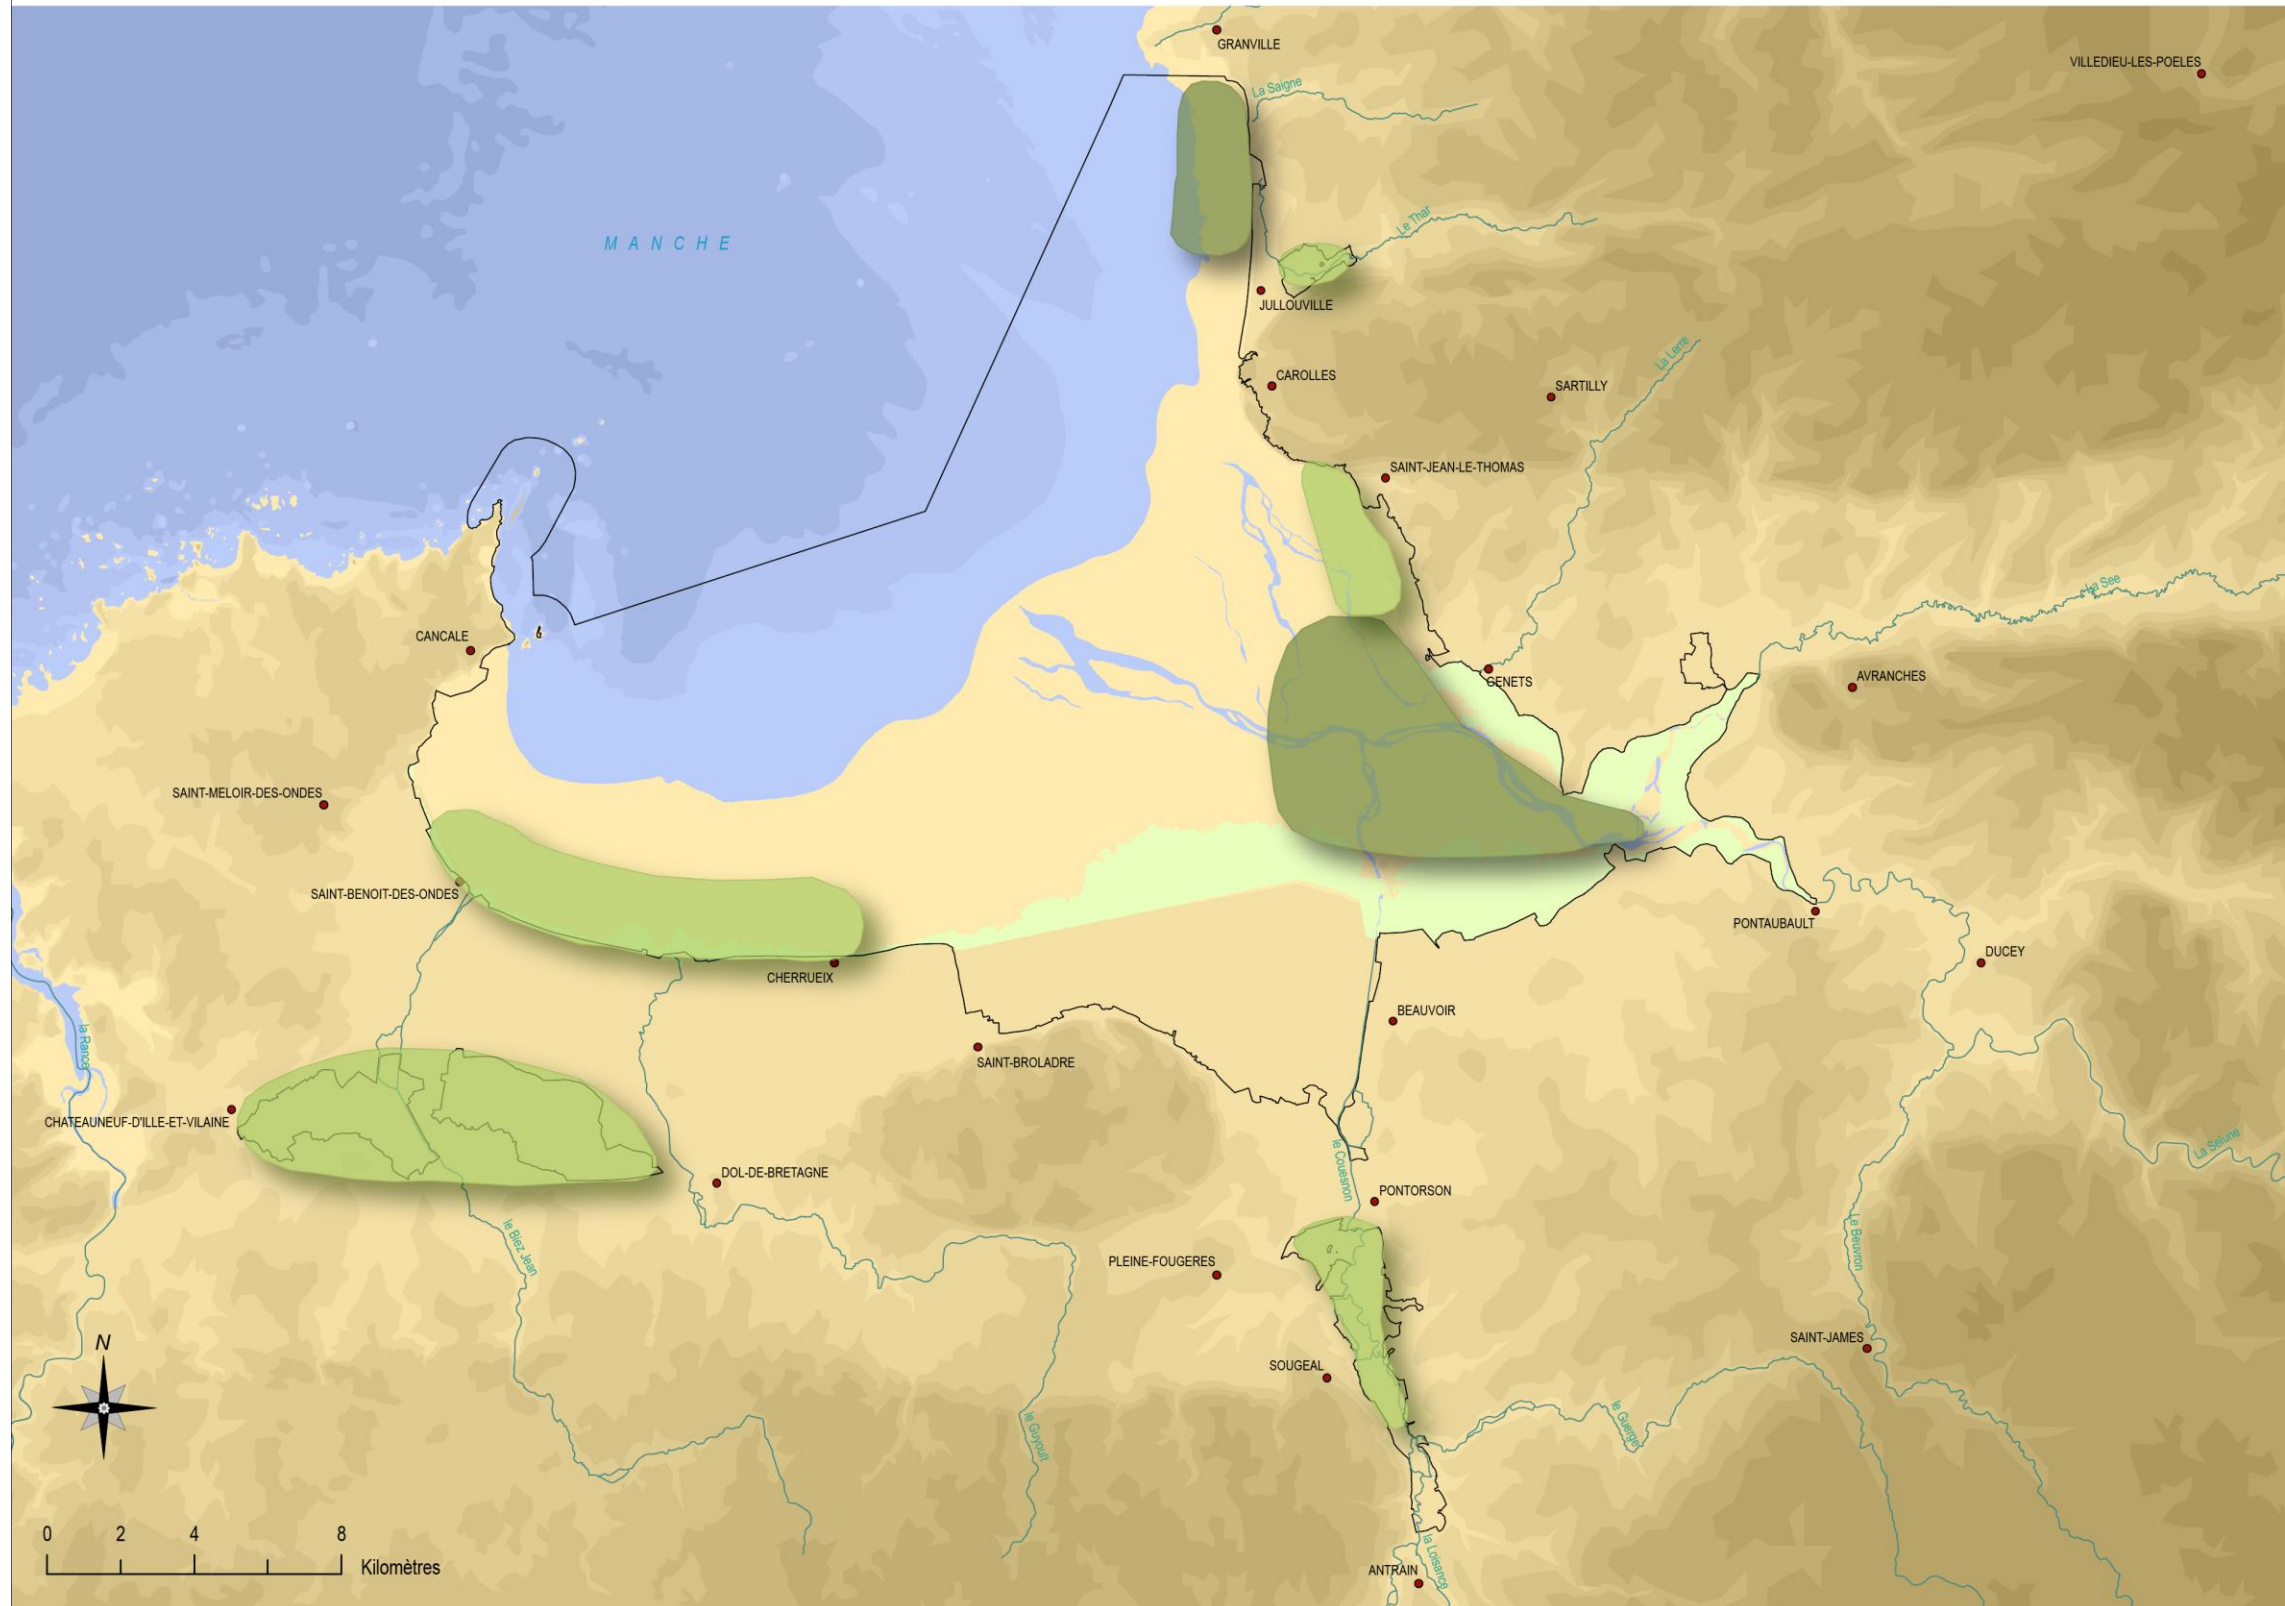 GRANVILLE
VILLEDIEU-LES-POELES
La Saigne
MANCHE
Le Thar
JULLOUVILLE
La Lerre
CAROLLES
SARTILLY
SAINT-JEAN-LE-THOMAS
La See
CANCALE
GENETS
AVRANCHES
SAINT-MELOIR-DES-ONDES
SAINT-BENOIT-DES-ONDES
PONTAUBAULT
DUCEY
CHERRUEIX
BEAUVOIR
la Rance
SAINT-BROLADRE
CHATEAUNEUF-D'ILLE-ET-VILAINE
La Selune
DOL-DE-BRETAGNE
le Couesnon
PONTORSON
le Biez Jean
Le Beuvron
PLEINE-FOUGERES
N
SAINT-JAMES
SOUGEAL
le Guerge
le Guyoult
0 2 4 8
Kilomètres
la Loisance
ANTRAIN